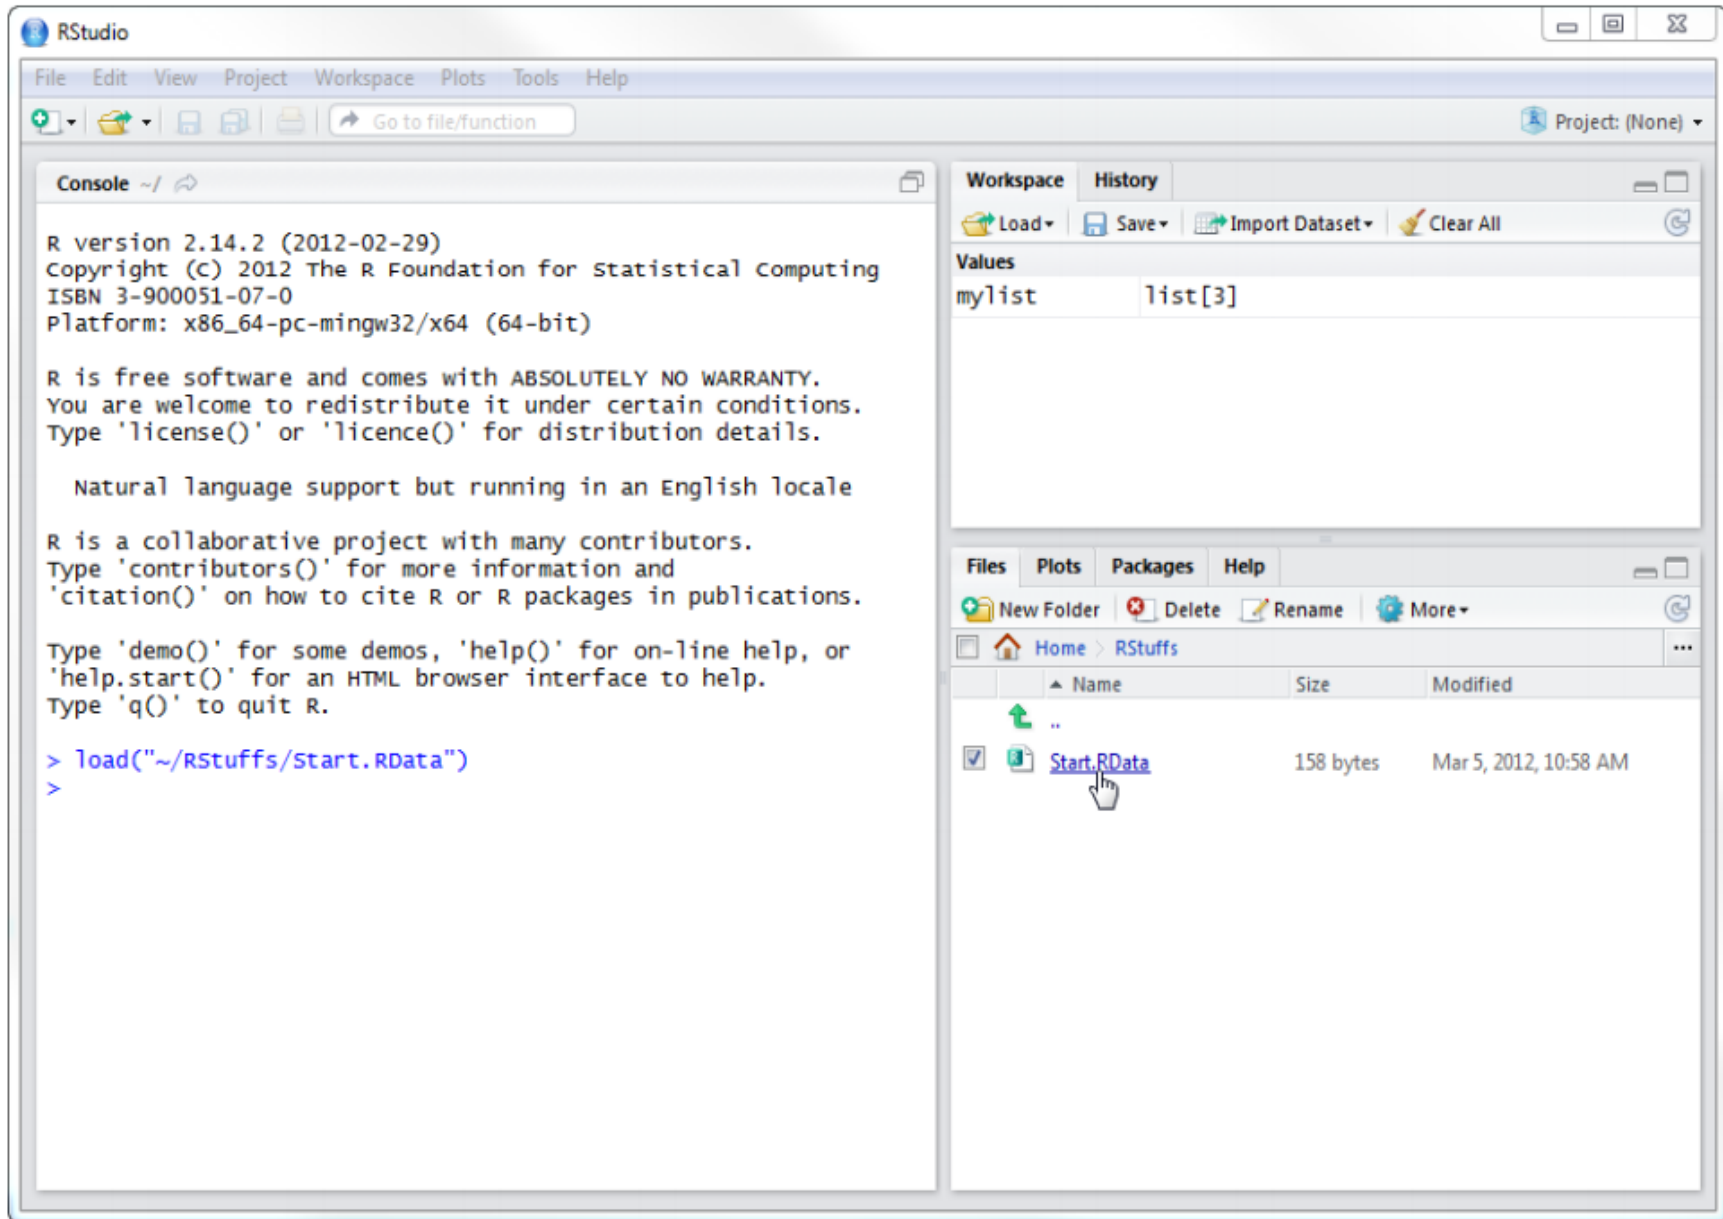 RStudio
File Edit View Project Workspace Plots Tools Help
Go to file/function
Project: (None)
Console ~/
R version 2.14.2 (2012-02-29)
Copyright (C) 2012 The R Foundation for Statistical Computing
ISBN 3-900051-07-0
Platform: x86_64-pc-mingw32/x64 (64-bit)
R is free software and comes with ABSOLUTELY NO WARRANTY.
You are welcome to redistribute it under certain conditions.
Type 'license()' or 'licence()' for distribution details.
Natural language support but running in an English locale
R is a collaborative project with many contributors.
Type 'contributors()' for more information and
'citation()' on how to cite R or R packages in publications.
Type 'demo()' for some demos, 'help()' for on-line help, or
'help.start()' for an HTML browser interface to help.
Type 'q()' to quit R.
> load("~/RStuffs/Start.RData")
>
Workspace History
Load Save Import Dataset Clear All
Values
mylist list[3]
Files Plots Packages Help
New Folder Delete Rename More
Home RStuffs ...
Name Size Modified
..
Start.RData 158 bytes Mar 5, 2012, 10:58 AM